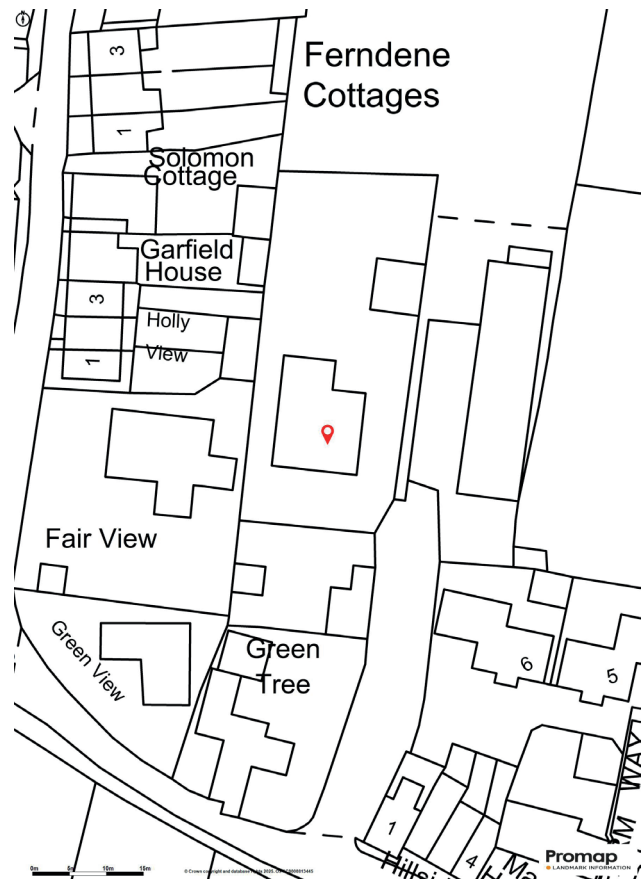 Ferndene
Cottages
3
1
Solomon
Cottage
Garfield
House
3
Holly
View
1
Fair View
Green View
Green
Tree
6
5
1
4
WAY
0m 5m 10m 15m
Promap
LANDMARK INFORMATION